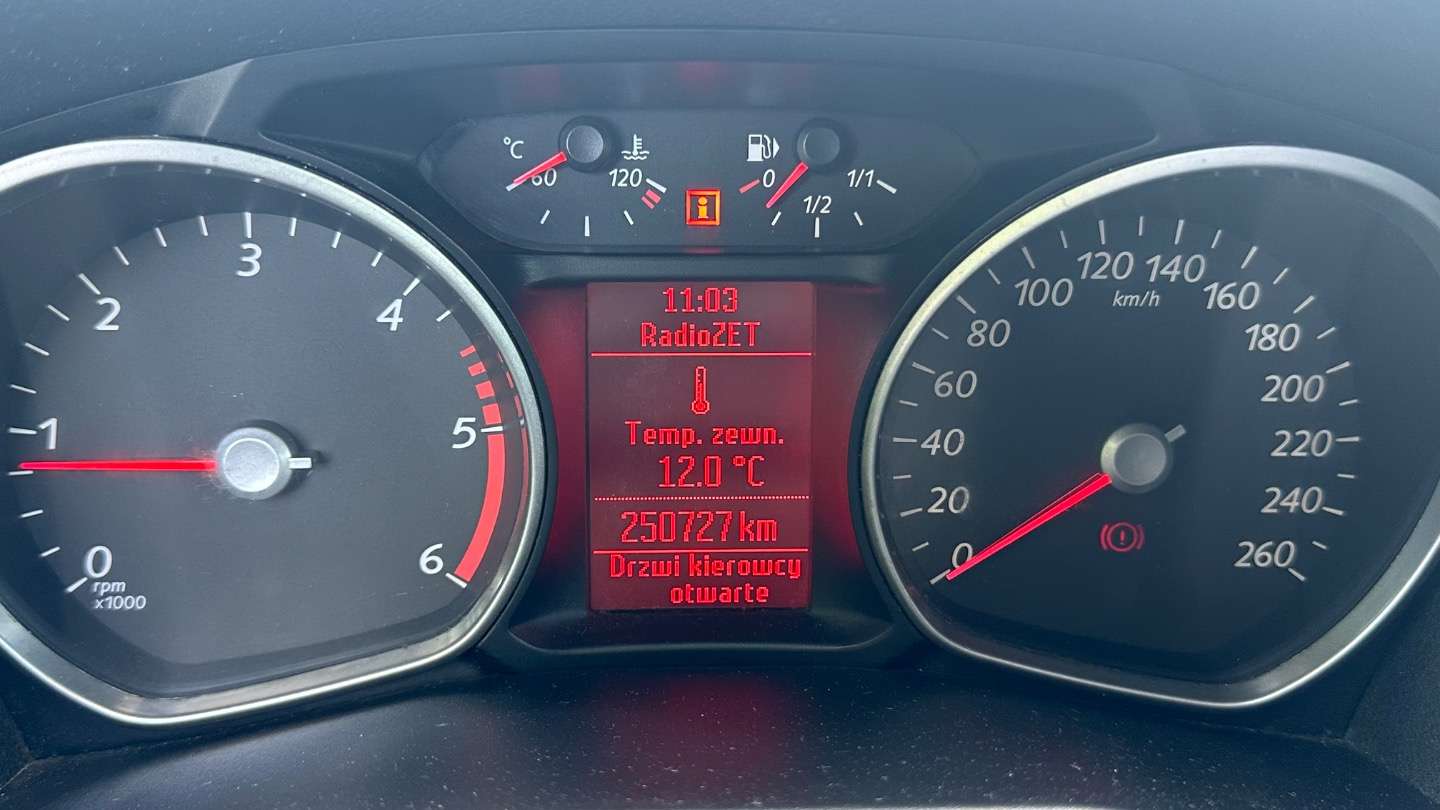 °C
60
120
0
1/2
1/1
i
0
1
2
3
4
5
6
rpm
x1000
11:03
RadioZET
Temp. zewn.
12.0 °C
250727 km
Drzwi kierowcy
otwarte
0
20
40
60
80
100
120
140
160
180
200
220
240
260
km/h
!